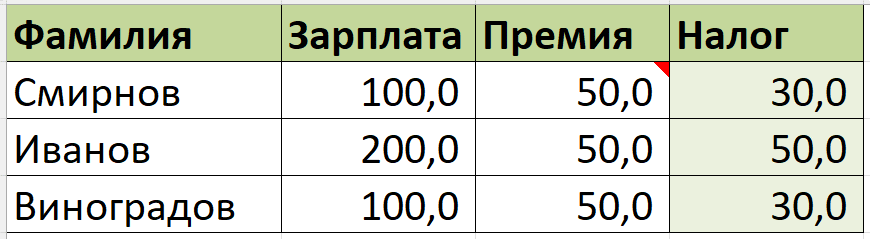 Фамилия Зарплата Премия Налог
Смирнов 100,0 50,0 30,0
Иванов 200,0 50,0 50,0
Виноградов 100,0 50,0 30,0